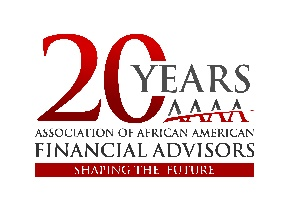 20 YEARS
AAAA
ASSOCIATION OF AFRICAN AMERICAN
FINANCIAL ADVISORS
SHAPING THE FUTURE